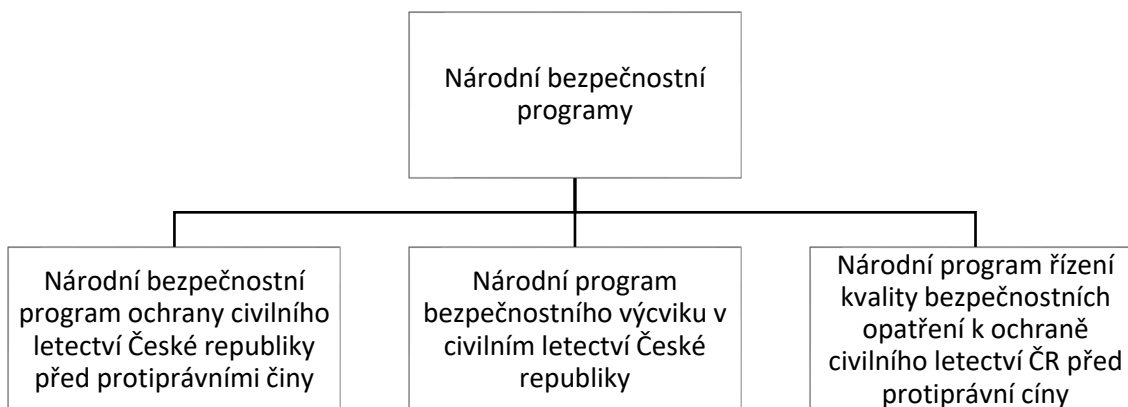 Národní bezpečnostní
programy
Národní bezpečnostní
program ochrany civilního
letectví České republiky
před protiprávními činy
Národní program
bezpečnostního výcviku v
civilním letectví České
republiky
Národní program řízení
kvality bezpečnostních
opatření k ochraně
civilního letectví ČR před
protiprávní cíny